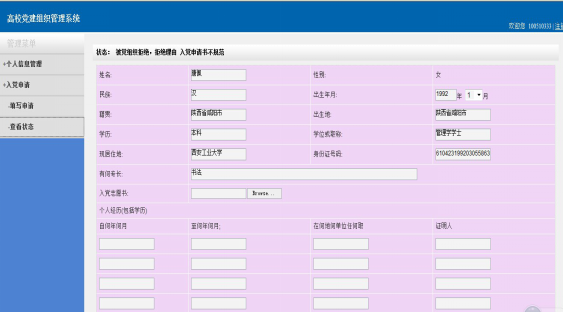 高校党建组织管理系统
欢迎您 100510333|注
管理菜单
+个人信息管理
+入党申请
-填写申请
-查看状态
状态: 被党组织拒绝,拒绝理由 入党申请书不规范
姓名: 性别: 女
民族: 汉 出生年月: 1992 年 1 月
籍贯: 陕西省咸阳市 出生地: 陕西省咸阳市
学历: 本科 学位或职称: 管理学学士
现居住地: 西安工业大学 身份证号码:
有何专长: 书法
入党志愿书: Browse...
个人经历(包括学历)
自何年何月 至何年何月: 在何地何单位任何职 证明人